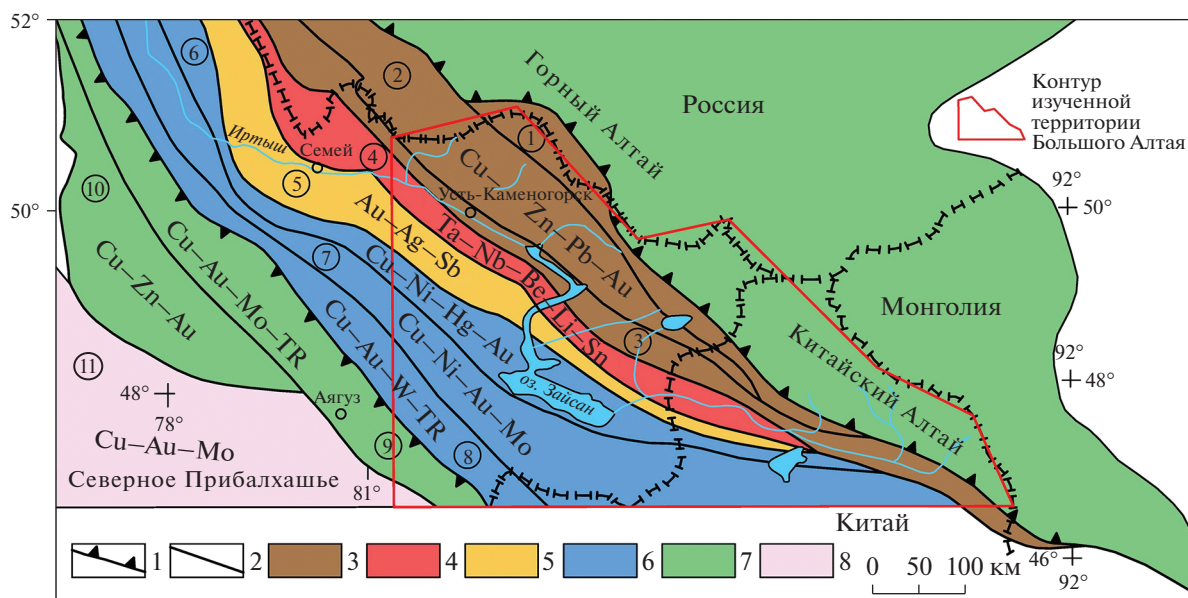 52°
50°
Горный Алтай
Россия
Контур
изученной
территории
Большого Алтая
92°
50°
6
2
1
Иртыш
Семей
4
5
Усть-Каменогорск
Cu–Zn–Pb–Au
Au–Ag–Sb
Ta–Nb–Be–Li–Sn
10
7
Cu–Au–Mo–TR
Cu–Zn–Au
Cu–Ni–Hg–Au
Cu–Ni–Au–Mo
Cu–Au–W–TR
3
Монголия
Китайский Алтай
92°
48°
11
48°
78°
оз. Зайсан
Аягуз
9
8
Cu–Au–Mo
Северное Прибалхашье
81°
Китай
1
2
3
4
5
6
7
8
0 50 100 км
46°
92°